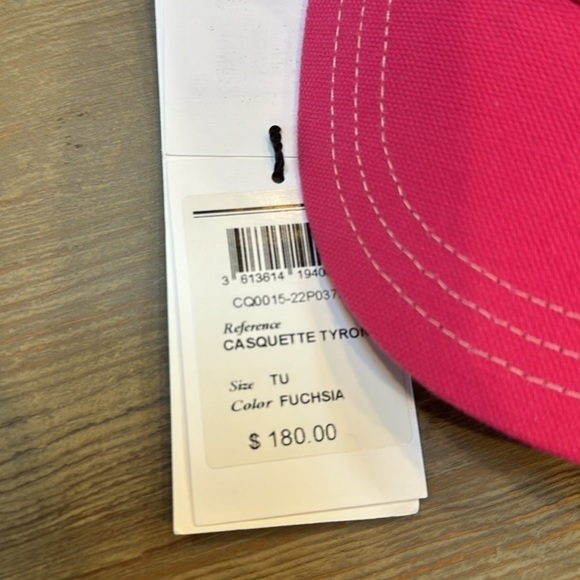 3 613614 1940
CQ0015-22P037
Reference
CASQUETTE TYRON
Size TU
Color FUCHSIA
$ 180.00